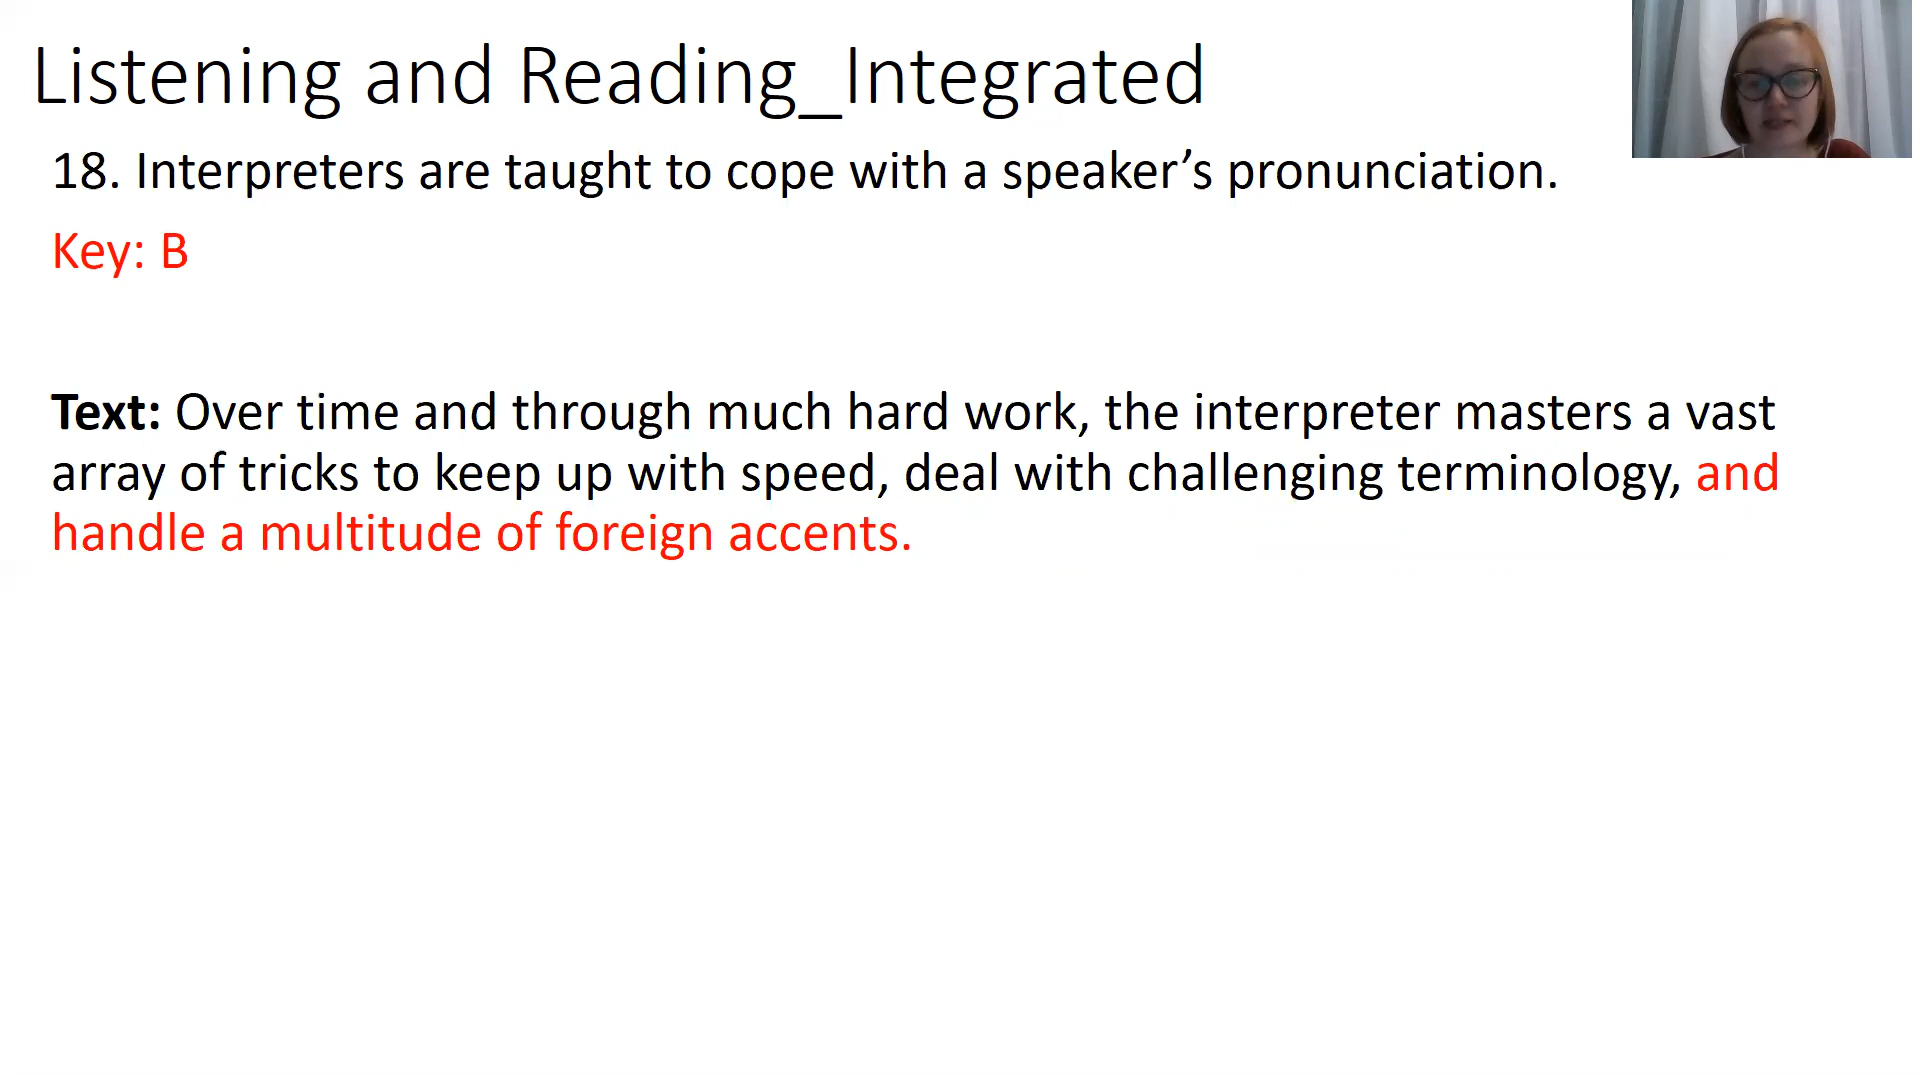 Listening and Reading_Integrated
18. Interpreters are taught to cope with a speaker’s pronunciation.
Key: B
Text: Over time and through much hard work, the interpreter masters a vast
array of tricks to keep up with speed, deal with challenging terminology, and
handle a multitude of foreign accents.